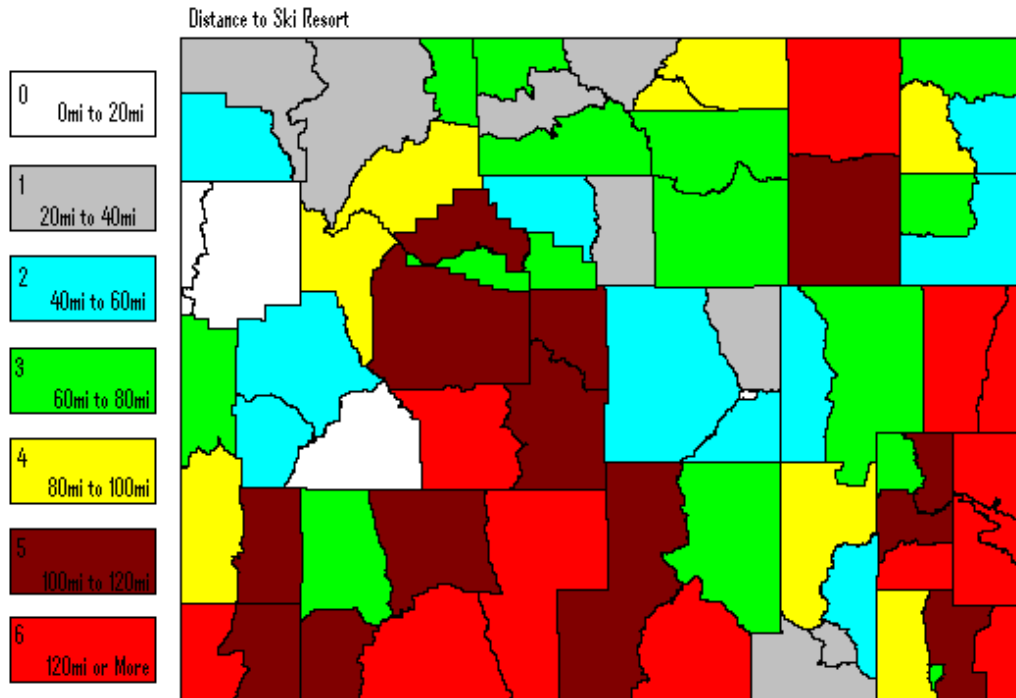 Distance to Ski Resort
0
0mi to 20mi
1
20mi to 40mi
2
40mi to 60mi
3
60mi to 80mi
4
80mi to 100mi
5
100mi to 120mi
6
120mi or More